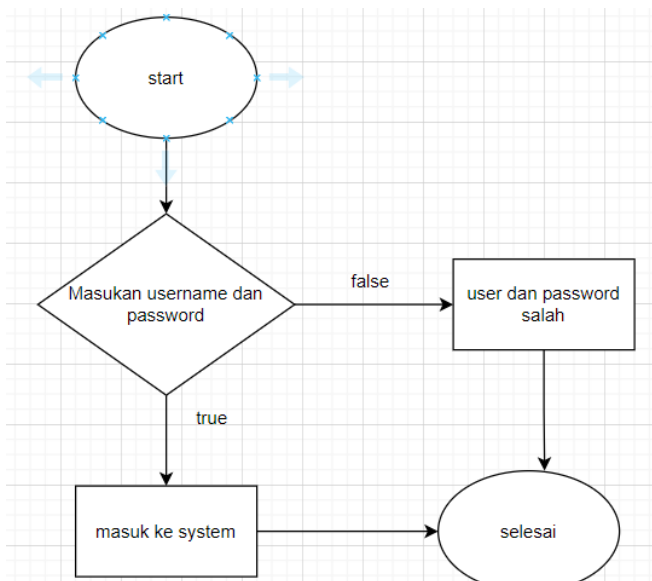 start
Masukan username dan
password
false
user dan password
salah
true
masuk ke system
selesai